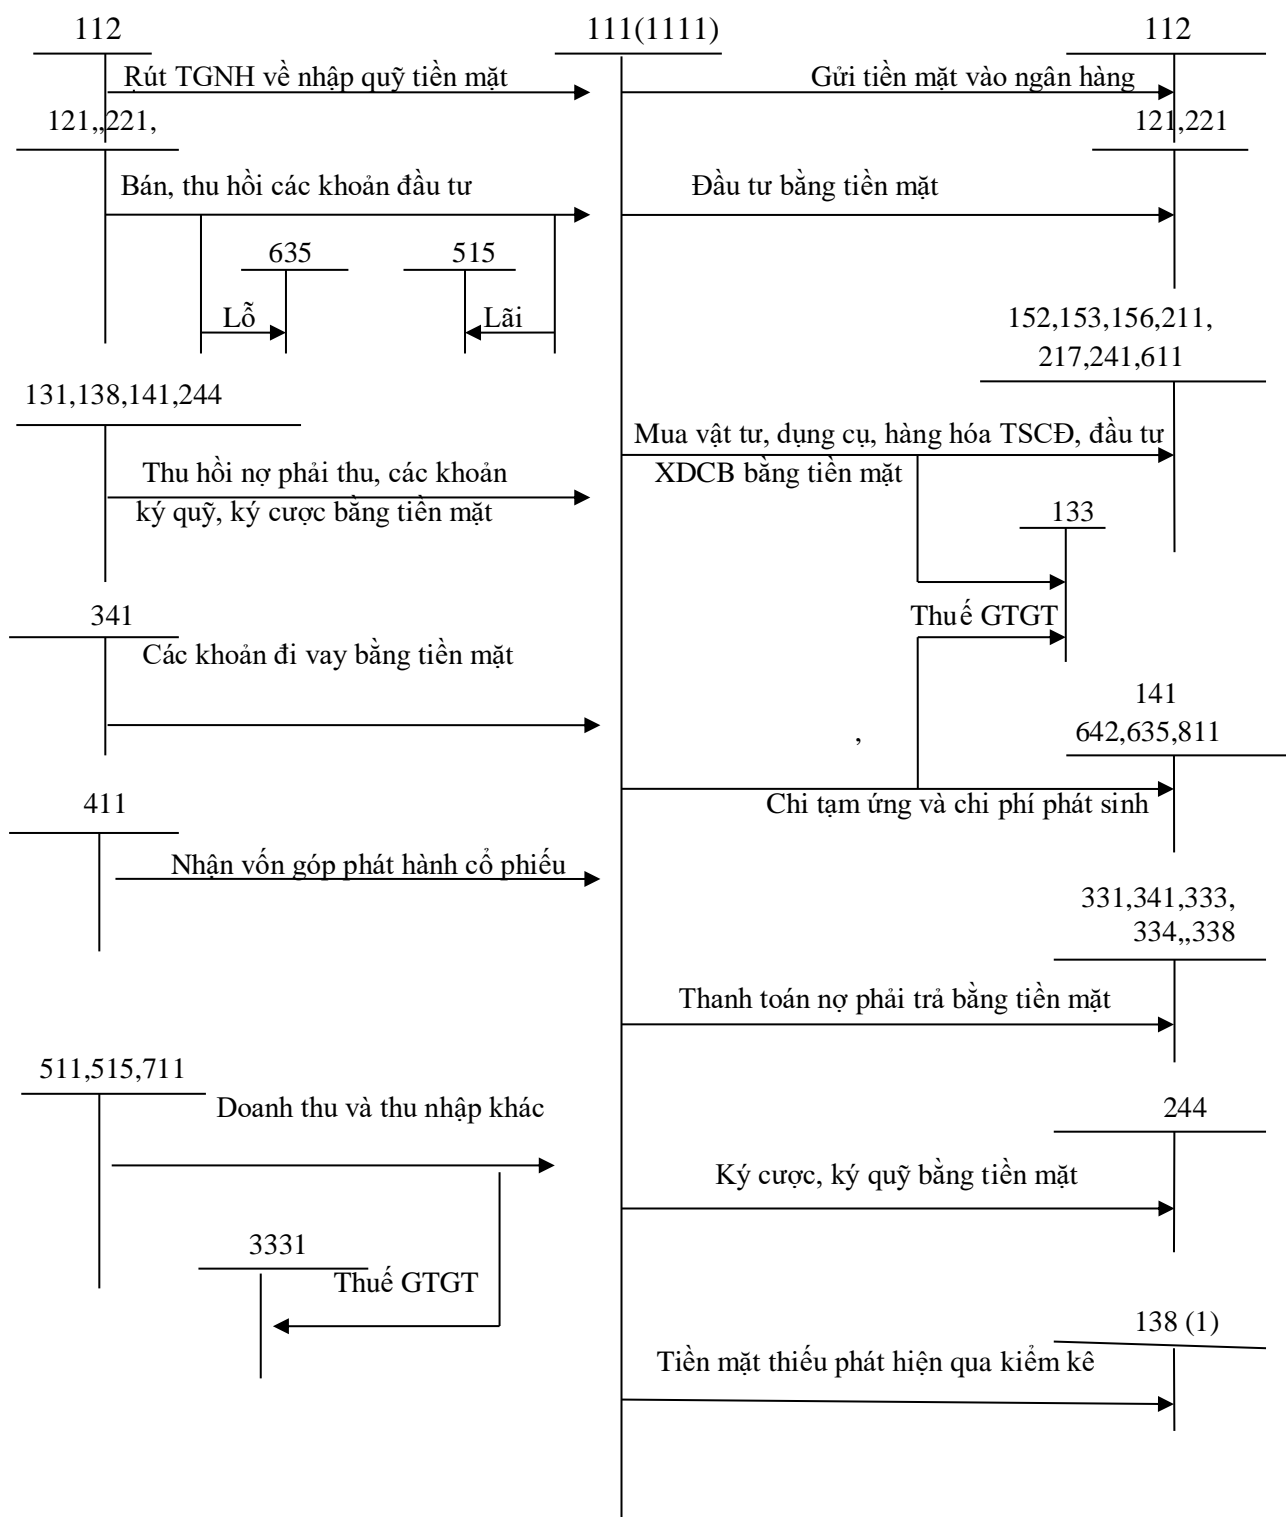 112
111(1111)
112
Rút TGNH về nhập quỹ tiền mặt
Gửi tiền mặt vào ngân hàng
121,,221,
121,221
Bán, thu hồi các khoản đầu tư
Đầu tư bằng tiền mặt
635
515
Lỗ
Lãi
152,153,156,211,
217,241,611
131,138,141,244
Mua vật tư, dụng cụ, hàng hóa TSCĐ, đầu tư
XDCB bằng tiền mặt
Thu hồi nợ phải thu, các khoản
ký quỹ, ký cược bằng tiền mặt
133
Thuế GTGT
341
Các khoản đi vay bằng tiền mặt
141
642,635,811
,
Chi tạm ứng và chi phí phát sinh
411
Nhận vốn góp phát hành cổ phiếu
331,341,333,
334,,338
Thanh toán nợ phải trả bằng tiền mặt
511,515,711
Doanh thu và thu nhập khác
244
Ký cược, ký quỹ bằng tiền mặt
3331
Thuế GTGT
138 (1)
Tiền mặt thiếu phát hiện qua kiểm kê